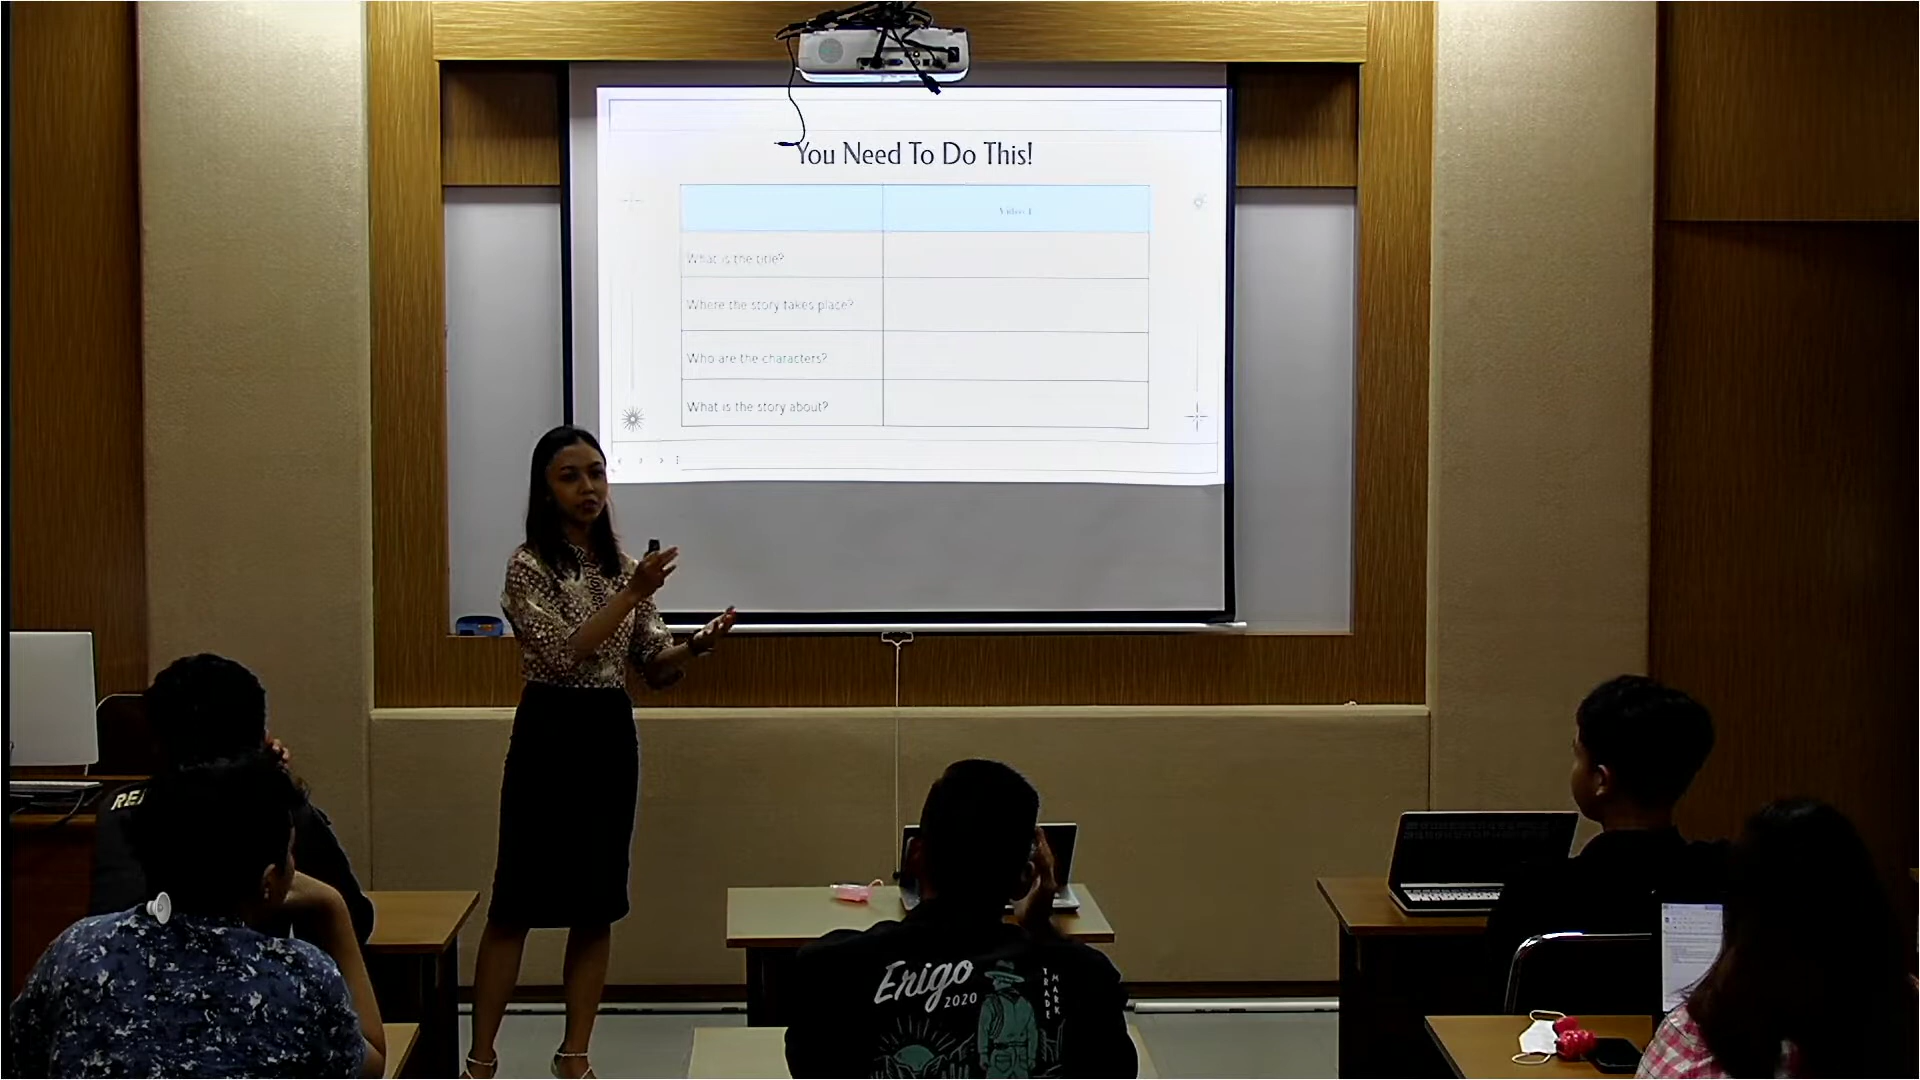 You Need To Do This!
Video 1
What is the title?
Where the story takes place?
Who are the characters?
What is the story about?
Erigo
2020
TRADE
MARK